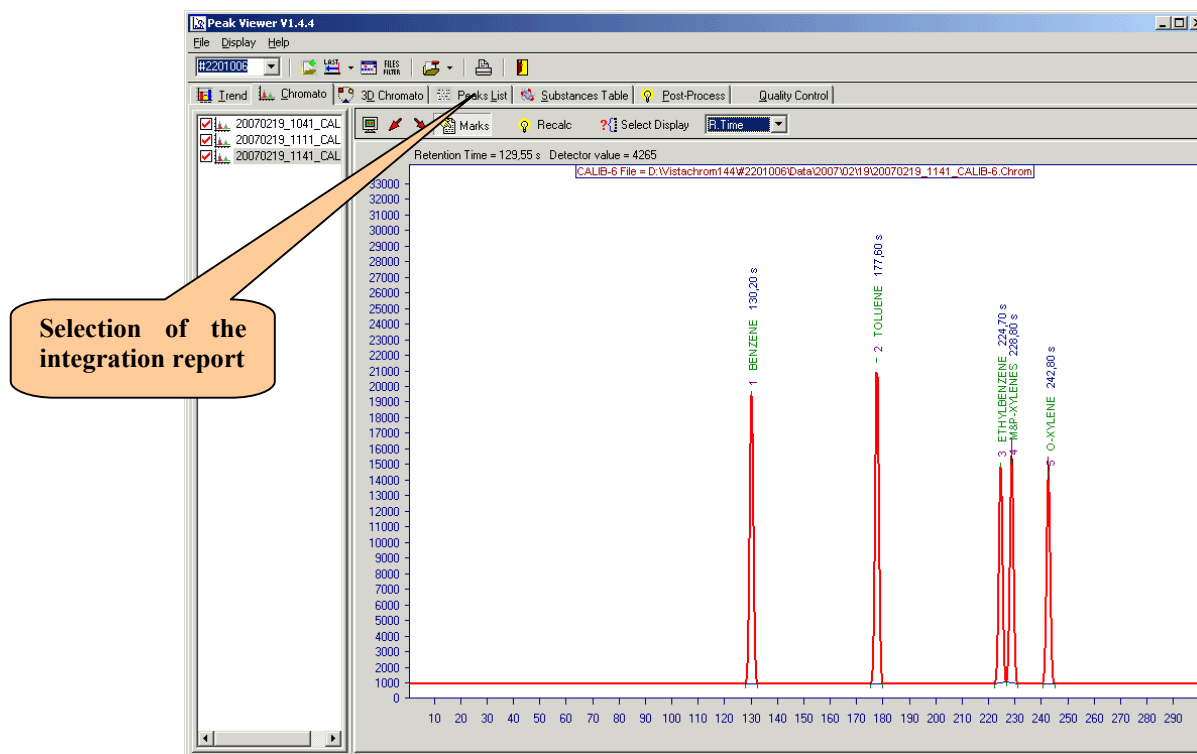 Peak Viewer V1.4.4
File Display Help
#2201006 LAST FILES FILTER
Trend Chromato 3D Chromato Peaks List Substances Table Post-Process Quality Control
20070219_1041_CAL
20070219_1111_CAL
20070219_1141_CAL
Marks Recalc ?{} Select Display R.Time
Retention Time = 129,55 s Detector value = 4265
CALIB-6 File = D:\Vistachrom144\#2201006\Data\2007\02\19\20070219_1141_CALIB-6.Chrom
Selection of the
integration report
33000
32000
31000
30000
29000
28000
27000
26000
25000
24000
23000
22000
21000
20000
19000
18000
17000
16000
15000
14000
13000
12000
11000
10000
9000
8000
7000
6000
5000
4000
3000
2000
1000
0
1 BENZENE 130,20 s
2 TOLUENE 177,60 s
3 ETHYLBENZENE 224,70 s
4 M&P-XYLENES 228,80 s
5 O-XYLENE 242,80 s
10 20 30 40 50 60 70 80 90 100 110 120 130 140 150 160 170 180 190 200 210 220 230 240 250 260 270 280 290